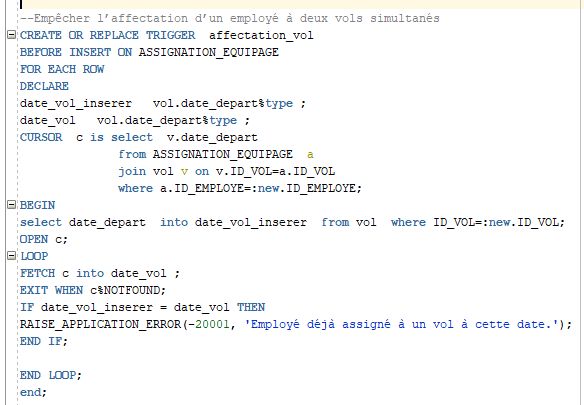 --Empêcher l’affectation d’un employé à deux vols simultanés
CREATE OR REPLACE TRIGGER  affectation_vol
BEFORE INSERT ON ASSIGNATION_EQUIPAGE
FOR EACH ROW
DECLARE
date_vol_inserer   vol.date_depart%type ;
date_vol   vol.date_depart%type ;
CURSOR  c is select  v.date_depart
from ASSIGNATION_EQUIPAGE  a
join vol v on v.ID_VOL=a.ID_VOL
where a.ID_EMPLOYE=:new.ID_EMPLOYE;
BEGIN
select date_depart  into date_vol_inserer  from vol  where ID_VOL=:new.ID_VOL;
OPEN c;
LOOP
FETCH c into date_vol ;
EXIT WHEN c%NOTFOUND;
IF date_vol_inserer = date_vol THEN
RAISE_APPLICATION_ERROR(-20001, 'Employé déjà assigné à un vol à cette date.');
END IF;
END LOOP;
end;